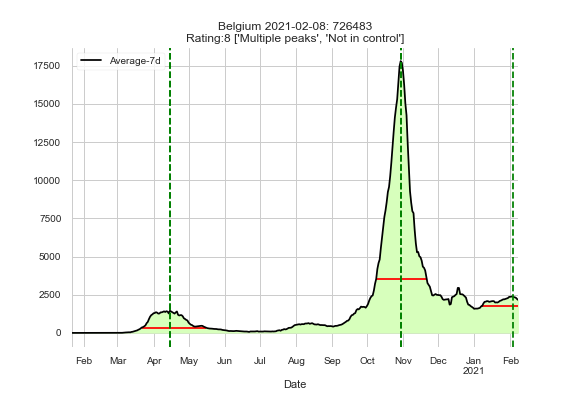 Belgium 2021-02-08: 726483
Rating:8 ['Multiple peaks', 'Not in control']
Average-7d
17500
15000
12500
10000
7500
5000
2500
0
Feb Mar Apr May Jun Jul Aug Sep Oct Nov Dec Jan Feb
2021
Date